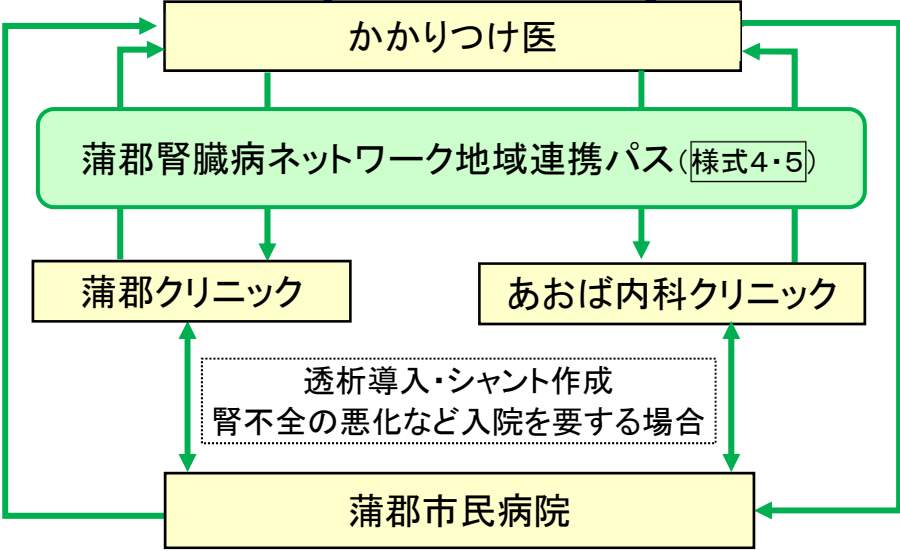 かかりつけ医
蒲郡腎臓病ネットワーク地域連携パス(様式4・5)
蒲郡クリニック
あおば内科クリニック
透析導入・シャント作成
腎不全の悪化など入院を要する場合
蒲郡市民病院